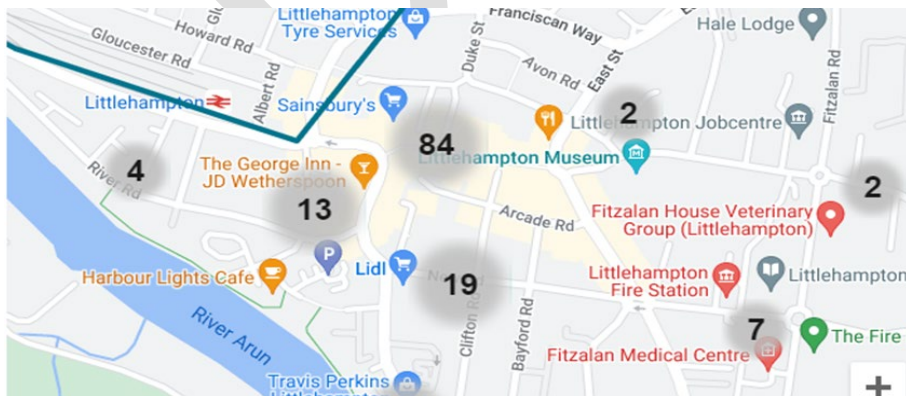 Littlehampton
Tyre Services
Franciscan Way
Hale Lodge
Howard Rd
Gloucester Rd
Albert Rd
Duke St
Avon Rd
East St
Fitzalan Rd
Littlehampton
Sainsbury's
84
2
Littlehampton Jobcentre
Littlehampton Museum
4
River Rd
The George Inn -
JD Wetherspoon
13
2
Arcade Rd
Fitzalan House Veterinary
Group (Littlehampton)
P
Lidl
Harbour Lights Cafe
19
Littlehampton
Fire Station
Littlehampton
River Arun
Clifton Rd
Bayford Rd
7
The Fire
Fitzalan Medical Centre
Travis Perkins
+